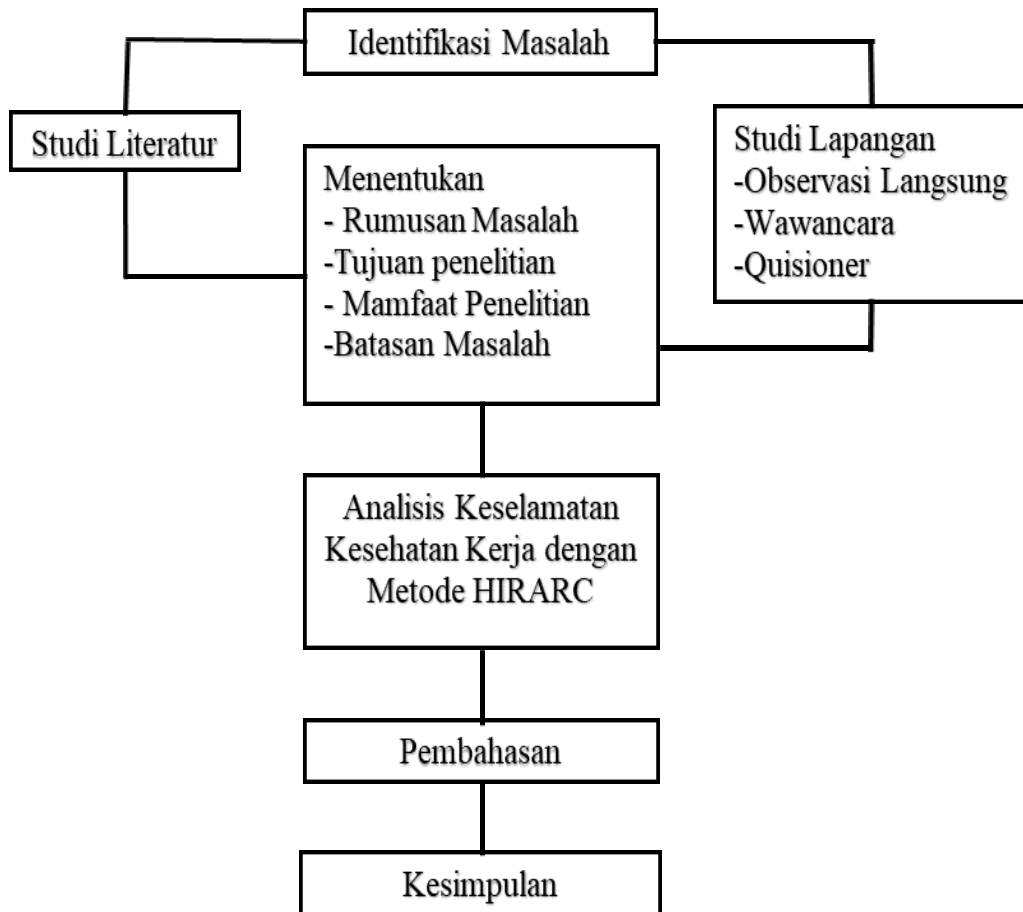 Identifikasi Masalah
Studi Literatur
Studi Lapangan
-Observasi Langsung
-Wawancara
-Quisioner
Menentukan
- Rumusan Masalah
-Tujuan penelitian
- Mamfaat Penelitian
-Batasan Masalah
Analisis Keselamatan
Kesehatan Kerja dengan
Metode HIRARC
Pembahasan
Kesimpulan